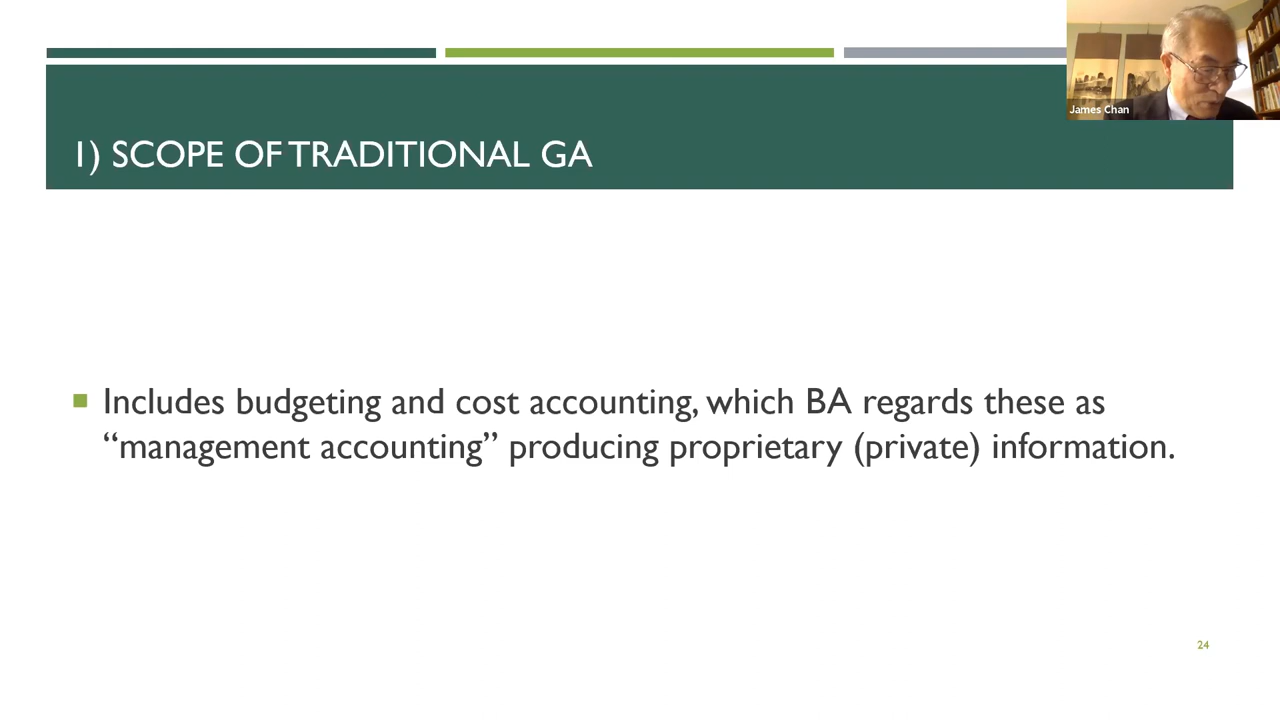 James Chan
1) SCOPE OF TRADITIONAL GA
Includes budgeting and cost accounting, which BA regards these as
“management accounting” producing proprietary (private) information.
24